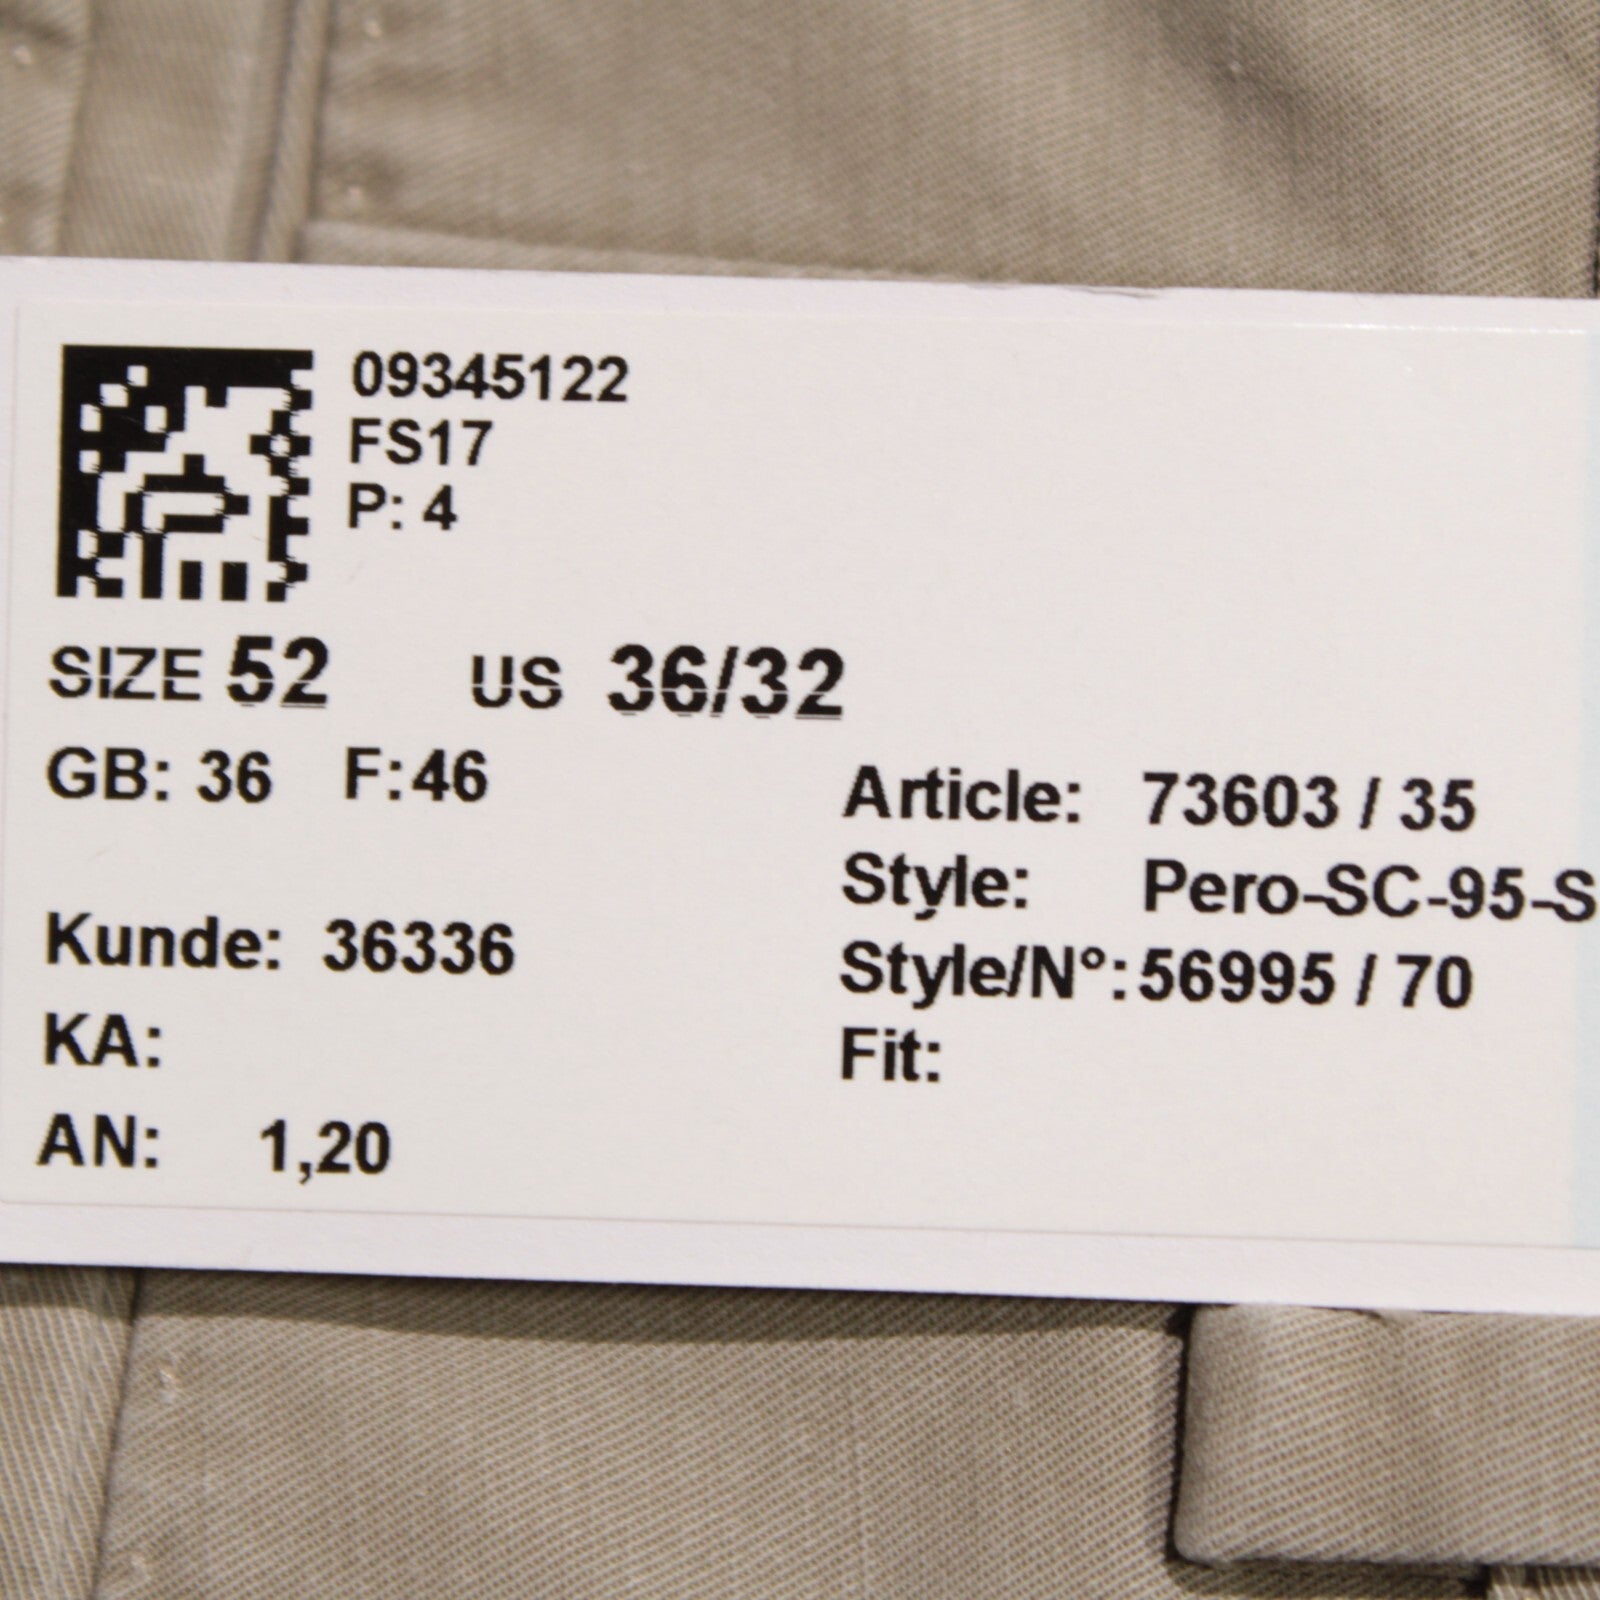 09345122
FS17
P: 4
SIZE 52 US 36/32
GB: 36 F:46
Article: 73603 / 35
Style: Pero-SC-95-S
Kunde: 36336
Style/N°:56995 / 70
KA:
Fit:
AN: 1,20